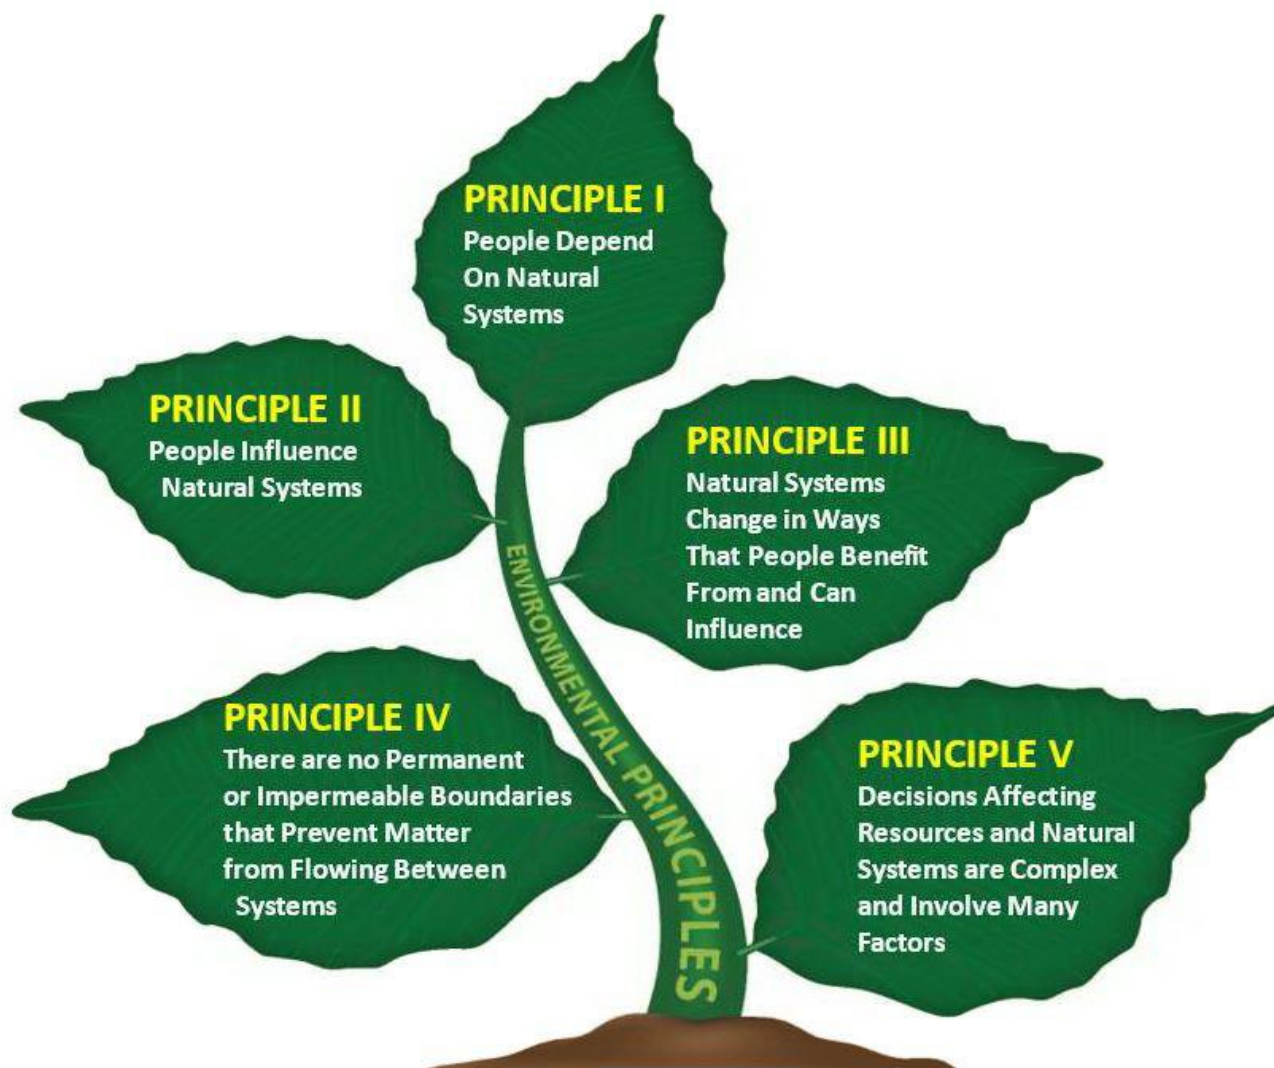 PRINCIPLE I
People Depend
On Natural
Systems
PRINCIPLE II
People Influence
Natural Systems
PRINCIPLE III
Natural Systems
Change in Ways
That People Benefit
From and Can
Influence
ENVIRONMENTAL PRINCIPLES
PRINCIPLE IV
There are no Permanent
or Impermeable Boundaries
that Prevent Matter
from Flowing Between
Systems
PRINCIPLE V
Decisions Affecting
Resources and Natural
Systems are Complex
and Involve Many
Factors